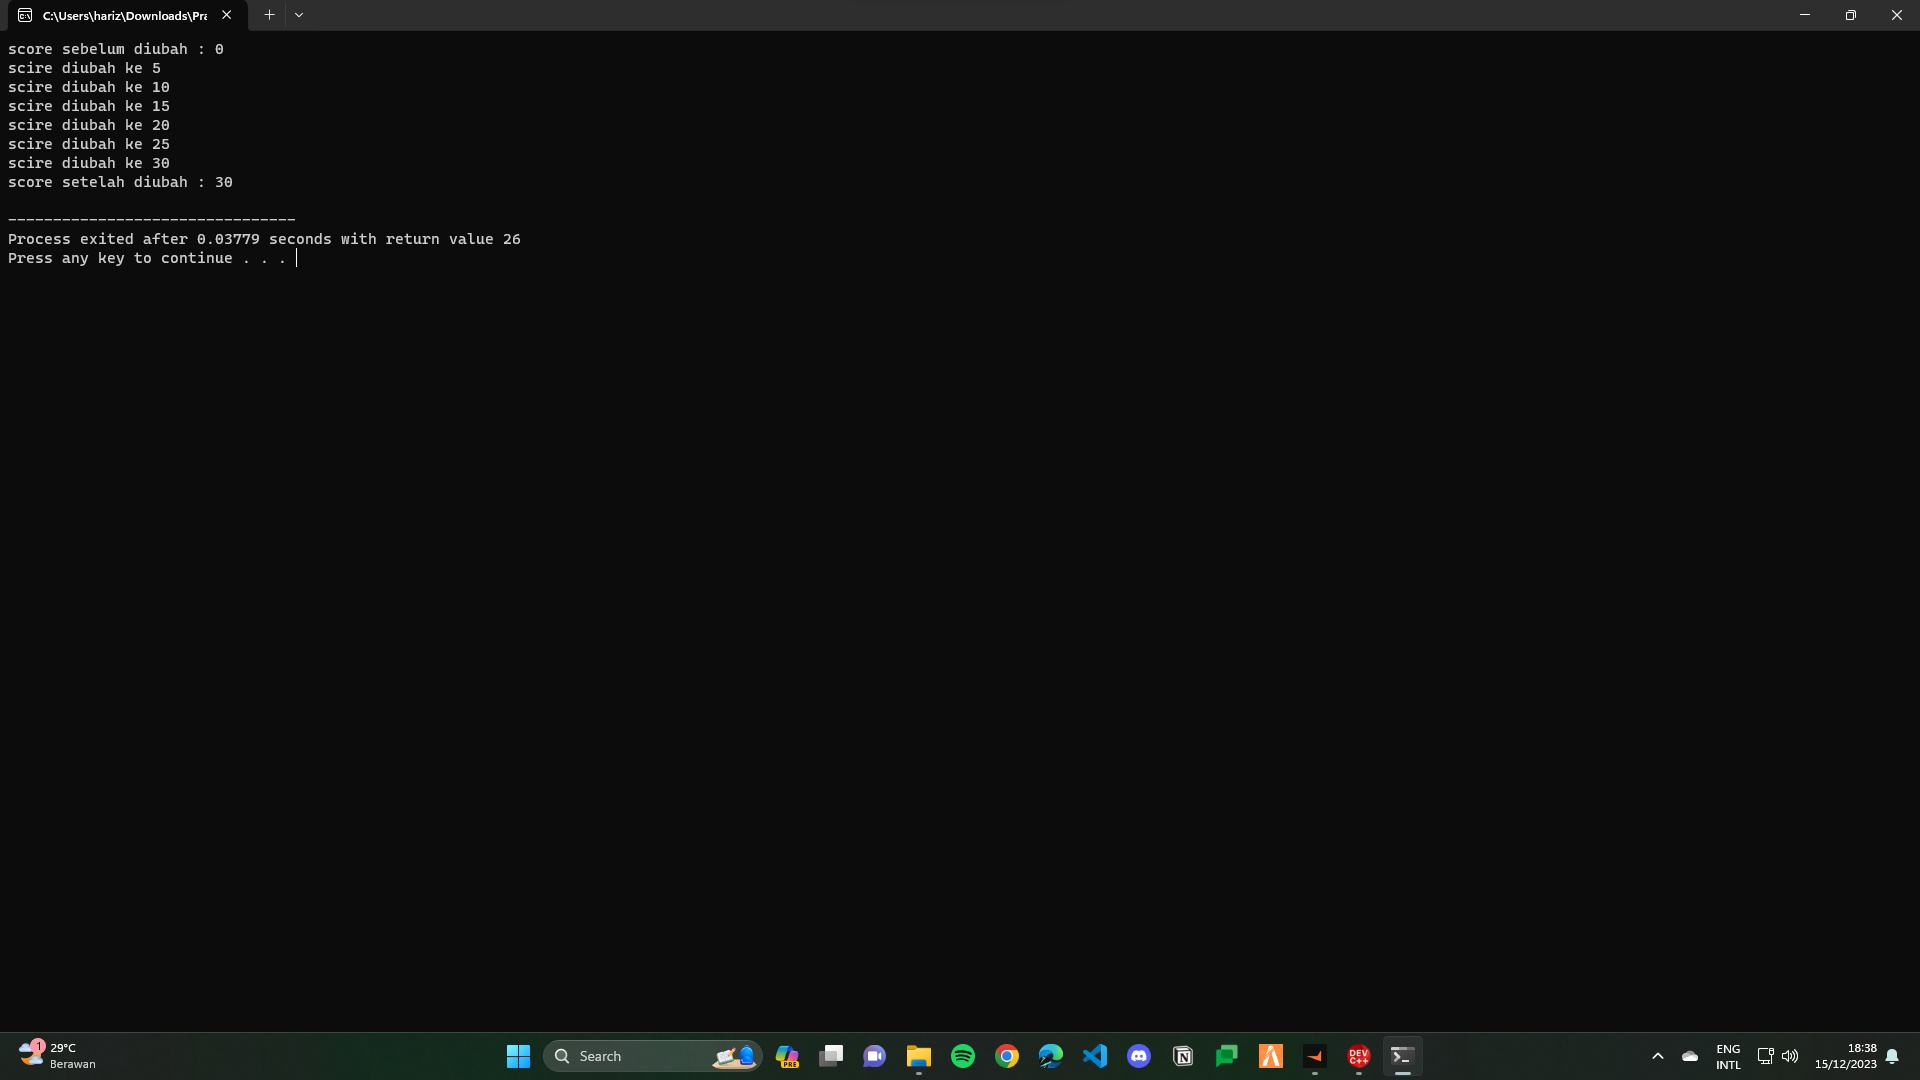 C:\Users\hariz\Downloads\Pra
score sebelum diubah : 0
scire diubah ke 5
scire diubah ke 10
scire diubah ke 15
scire diubah ke 20
scire diubah ke 25
scire diubah ke 30
score setelah diubah : 30
--------------------------------
Process exited after 0.03779 seconds with return value 26
Press any key to continue . . .
1
29°C
Berawan
Search
PRE
DEV
C++
ENG
INTL
18:38
15/12/2023